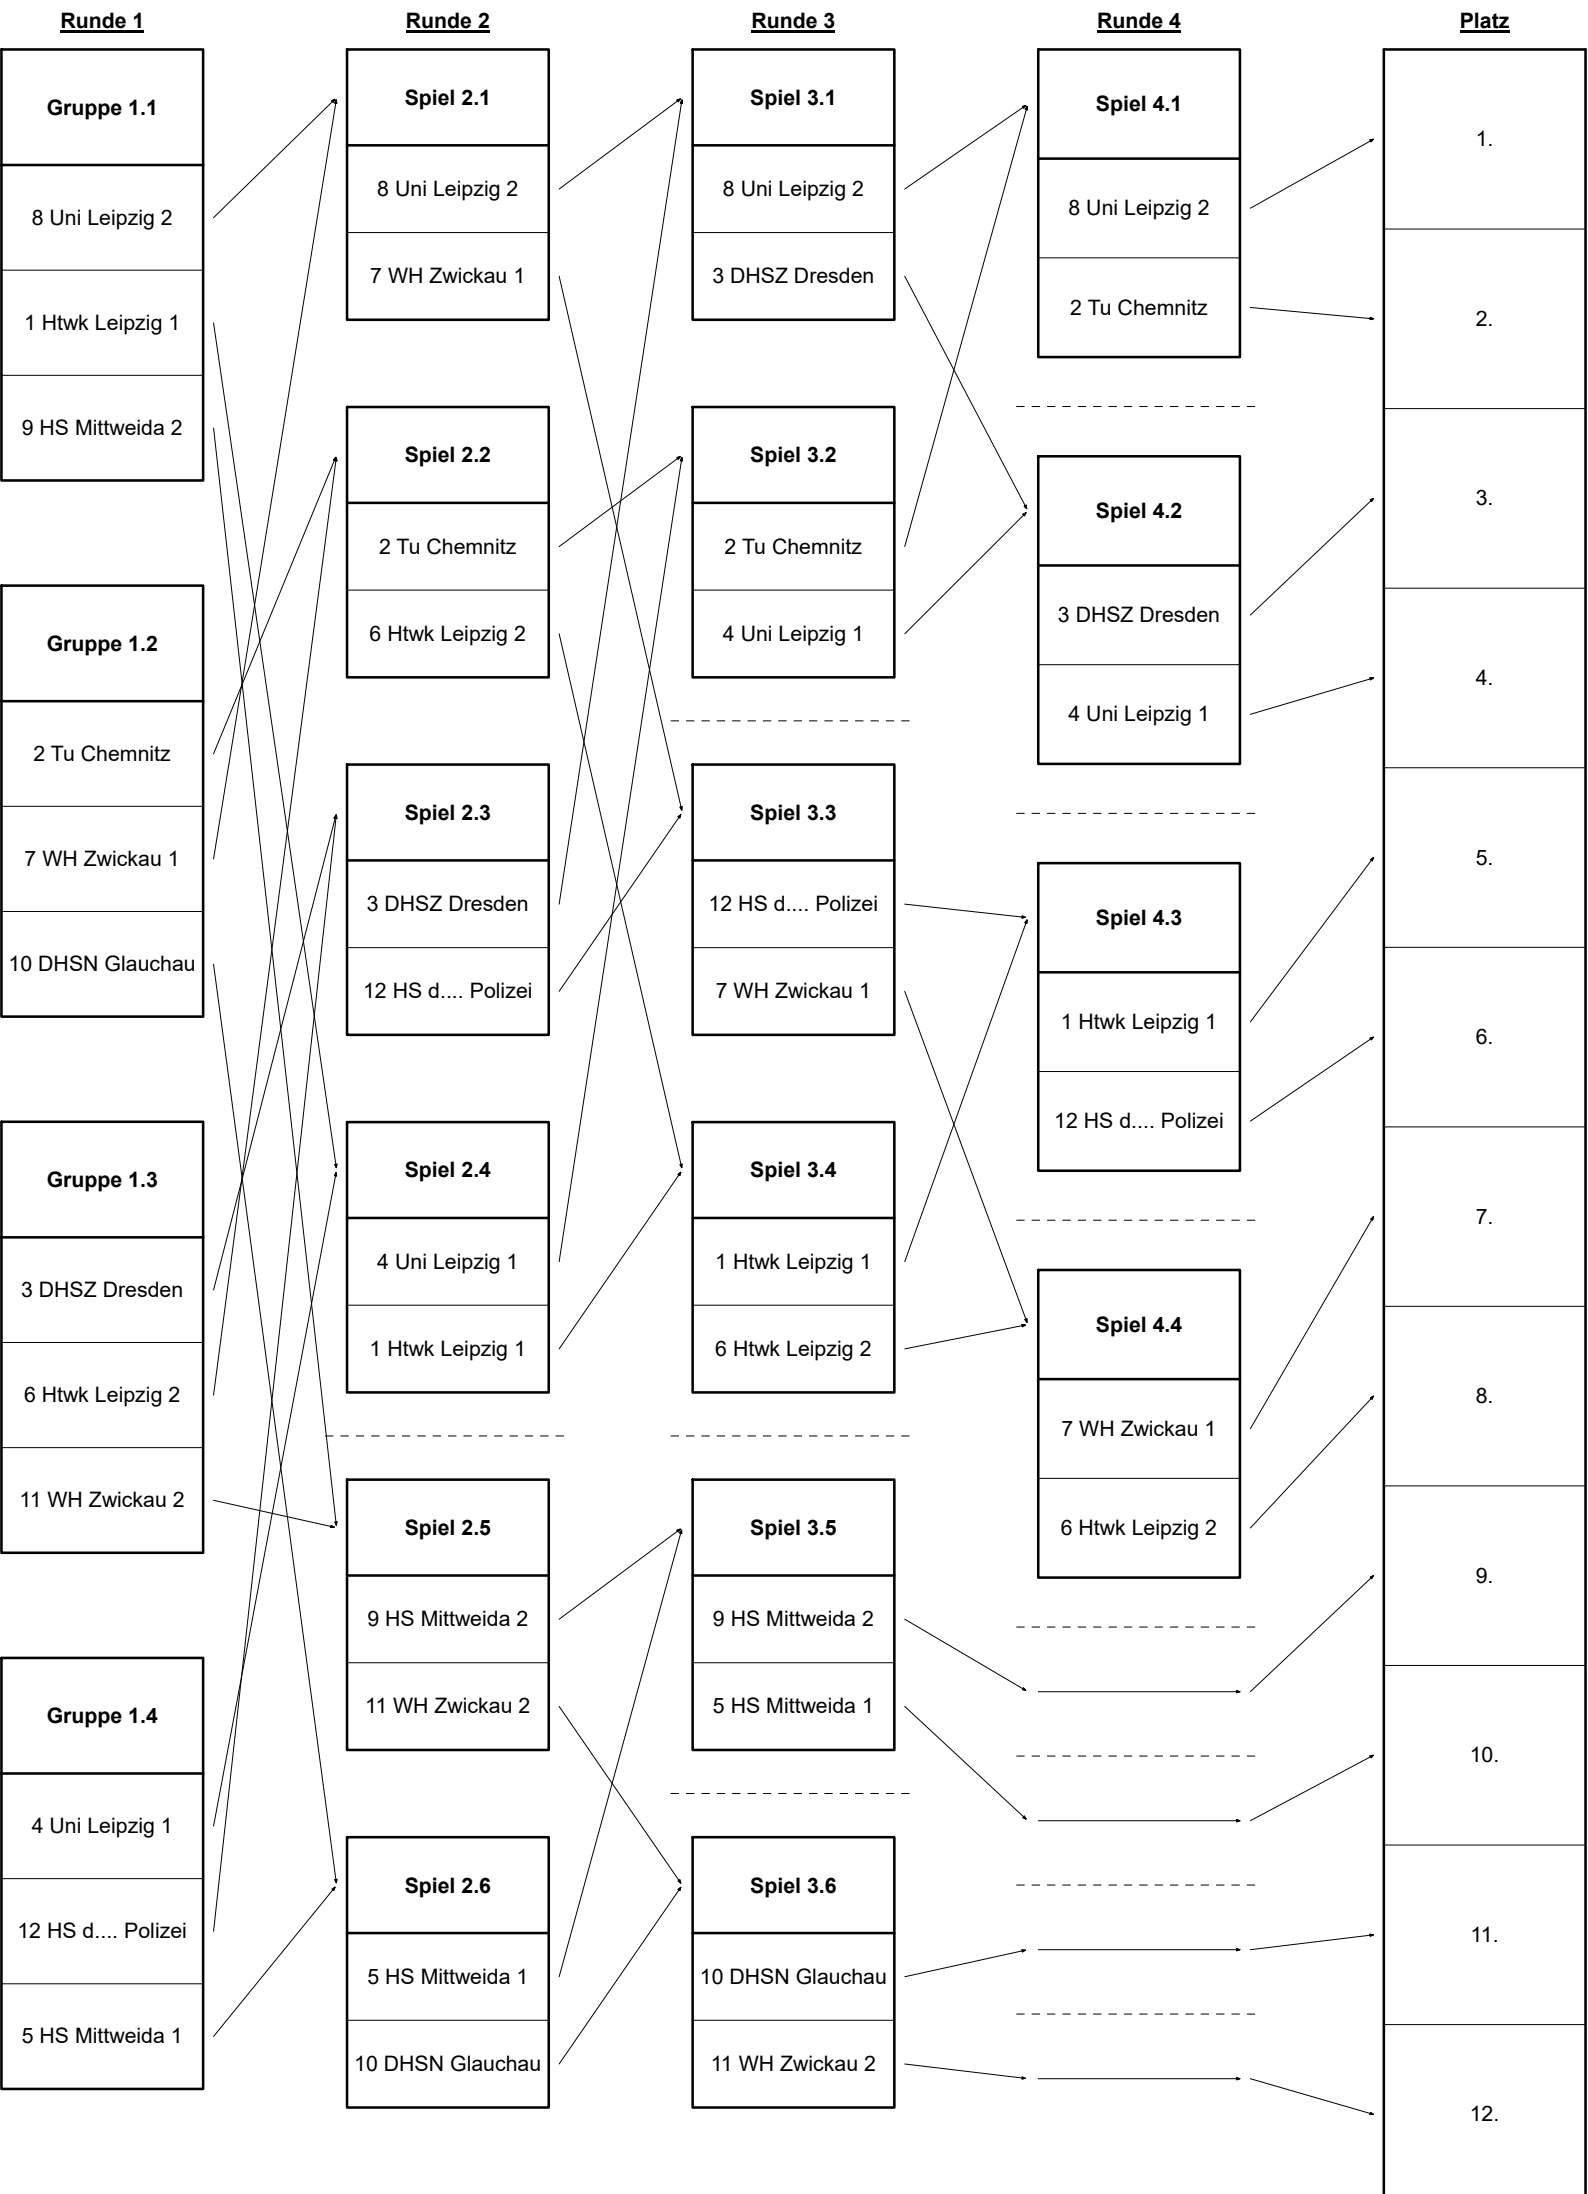 Runde 1
Gruppe 1.1
8 Uni Leipzig 2
1 Htwk Leipzig 1
9 HS Mittweida 2
Gruppe 1.2
2 Tu Chemnitz
7 WH Zwickau 1
10 DHSN Glauchau
Gruppe 1.3
3 DHSZ Dresden
6 Htwk Leipzig 2
11 WH Zwickau 2
Gruppe 1.4
4 Uni Leipzig 1
12 HS d.... Polizei
5 HS Mittweida 1
Runde 2
Spiel 2.1
8 Uni Leipzig 2
7 WH Zwickau 1
Spiel 2.2
2 Tu Chemnitz
6 Htwk Leipzig 2
Spiel 2.3
3 DHSZ Dresden
12 HS d.... Polizei
Spiel 2.4
4 Uni Leipzig 1
1 Htwk Leipzig 1
Spiel 2.5
9 HS Mittweida 2
11 WH Zwickau 2
Spiel 2.6
5 HS Mittweida 1
10 DHSN Glauchau
Runde 3
Spiel 3.1
8 Uni Leipzig 2
3 DHSZ Dresden
Spiel 3.2
2 Tu Chemnitz
4 Uni Leipzig 1
Spiel 3.3
12 HS d.... Polizei
7 WH Zwickau 1
Spiel 3.4
1 Htwk Leipzig 1
6 Htwk Leipzig 2
Spiel 3.5
9 HS Mittweida 2
5 HS Mittweida 1
Spiel 3.6
10 DHSN Glauchau
11 WH Zwickau 2
Runde 4
Spiel 4.1
8 Uni Leipzig 2
2 Tu Chemnitz
Spiel 4.2
3 DHSZ Dresden
4 Uni Leipzig 1
Spiel 4.3
1 Htwk Leipzig 1
12 HS d.... Polizei
Spiel 4.4
7 WH Zwickau 1
6 Htwk Leipzig 2
Platz
1.
2.
3.
4.
5.
6.
7.
8.
9.
10.
11.
12.